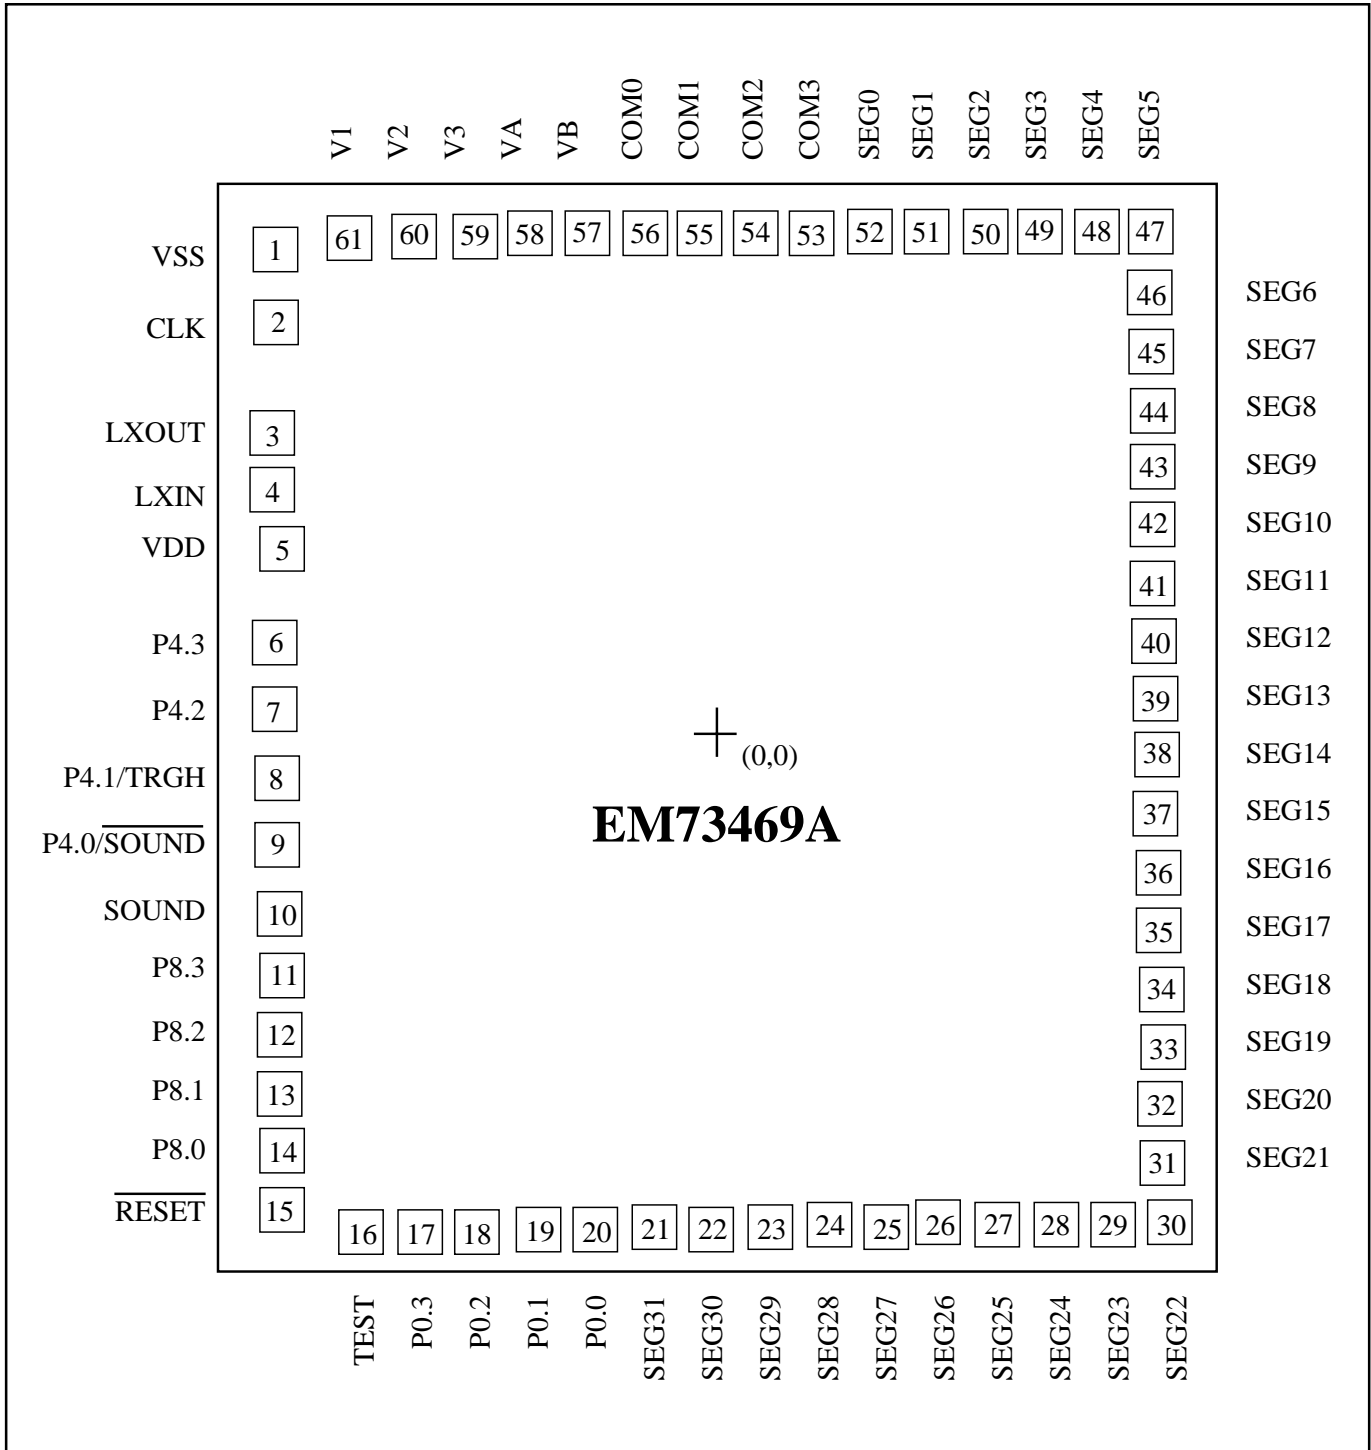 V1 V2 V3 VA VB COM0 COM1 COM2 COM3 SEG0 SEG1 SEG2 SEG3 SEG4 SEG5
61 60 59 58 57 56 55 54 53 52 51 50 49 48 47
VSS 1
46 SEG6
CLK 2
45 SEG7
44 SEG8
LXOUT 3
43 SEG9
LXIN 4
42 SEG10
VDD 5
41 SEG11
P4.3 6
40 SEG12
39 SEG13
P4.2 7
(0,0)
38 SEG14
P4.1/TRGH 8
EM73469A
37 SEG15
P4.0/SOUND 9
36 SEG16
SOUND 10
35 SEG17
P8.3 11
34 SEG18
P8.2 12
33 SEG19
P8.1 13
32 SEG20
P8.0 14
31 SEG21
RESET 15
16 17 18 19 20 21 22 23 24 25 26 27 28 29 30
TEST P0.3 P0.2 P0.1 P0.0 SEG31 SEG30 SEG29 SEG28 SEG27 SEG26 SEG25 SEG24 SEG23 SEG22